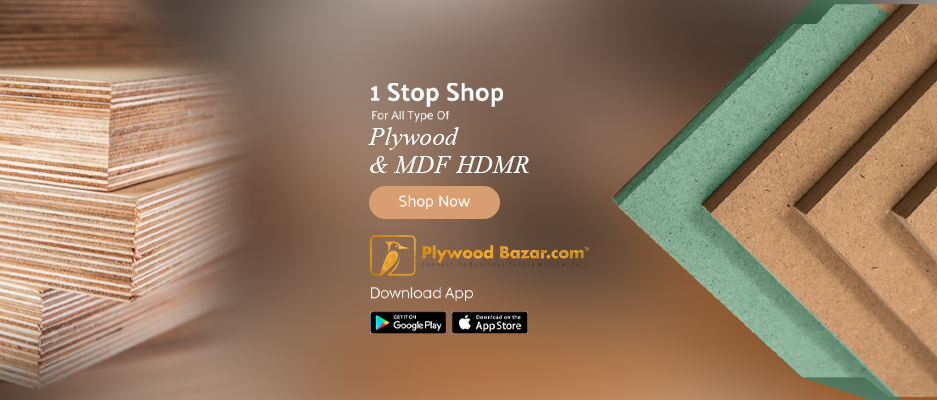 1 Stop Shop
For All Type Of
Plywood
& MDF HDMR
Shop Now
Plywood Bazar.com™
Download App
GET IT ON
Google Play
Download on the
App Store